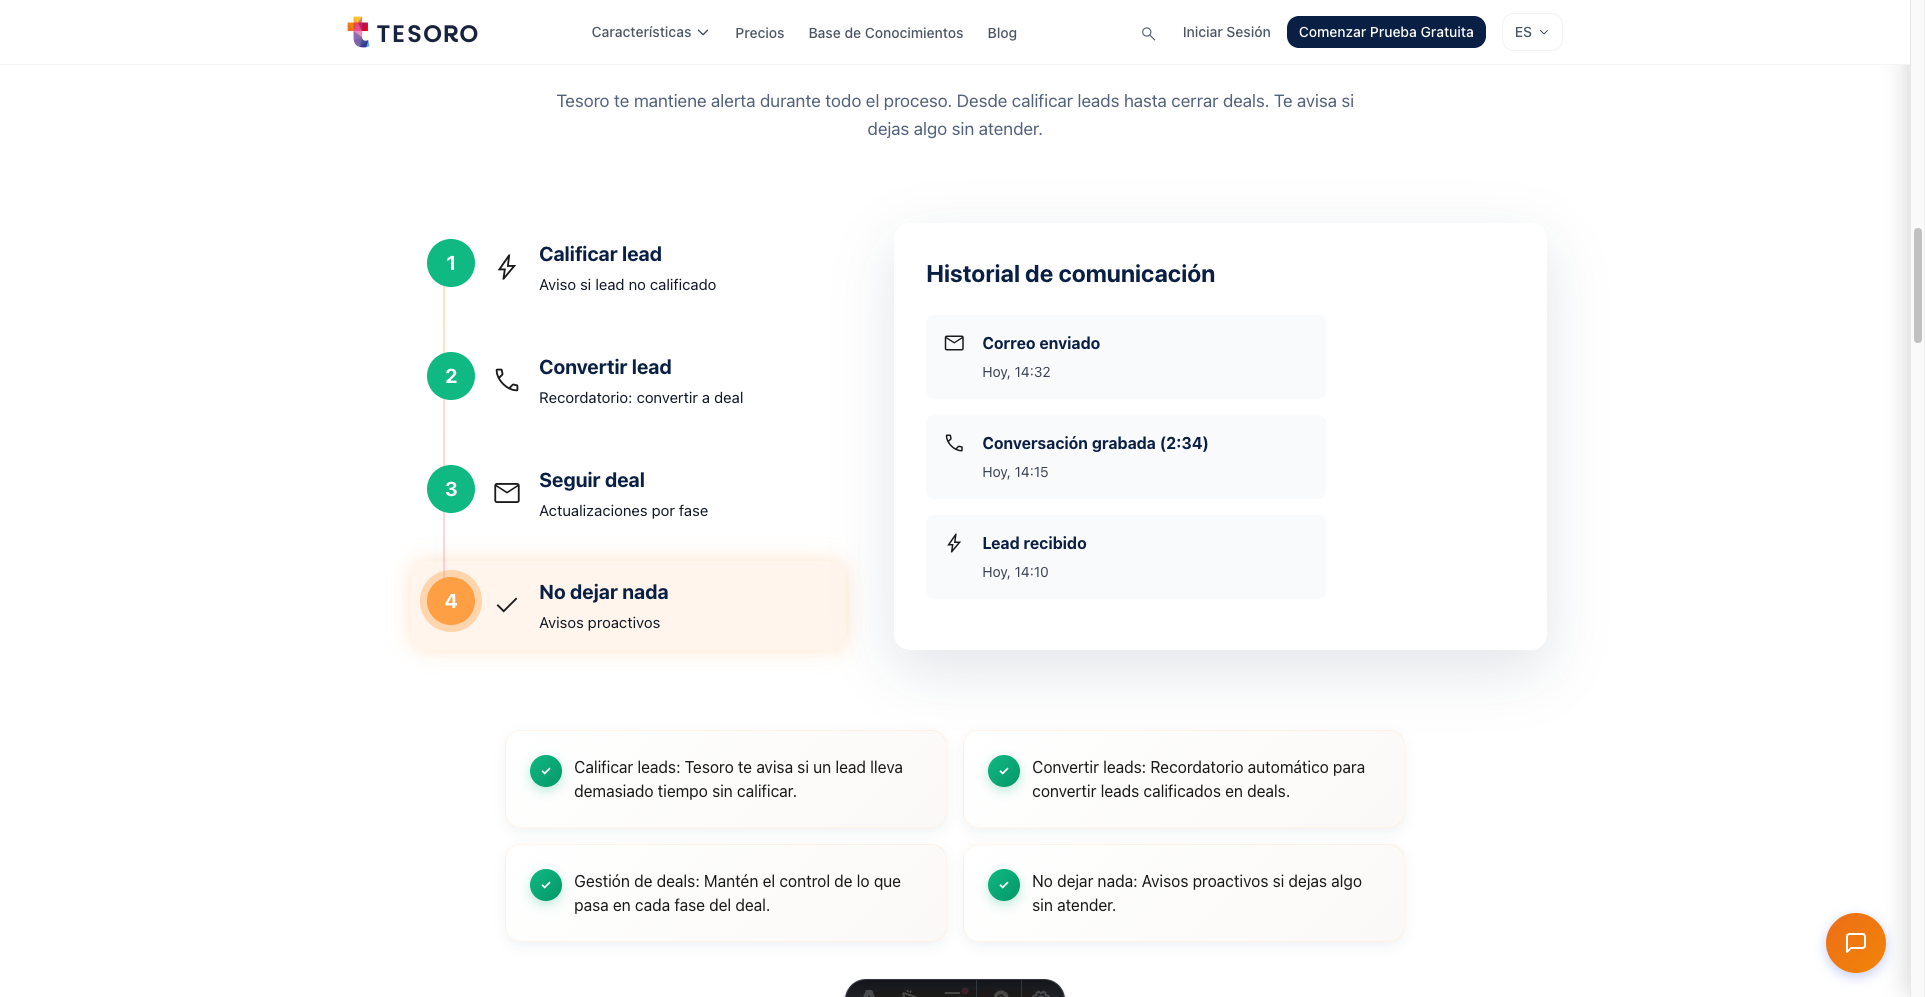 TESORO
Características
Precios
Base de Conocimientos
Blog
Iniciar Sesión
Comenzar Prueba Gratuita
ES
Tesoro te mantiene alerta durante todo el proceso. Desde calificar leads hasta cerrar deals. Te avisa si
dejas algo sin atender.
1
Calificar lead
Aviso si lead no calificado
2
Convertir lead
Recordatorio: convertir a deal
3
Seguir deal
Actualizaciones por fase
4
No dejar nada
Avisos proactivos
Historial de comunicación
Correo enviado
Hoy, 14:32
Conversación grabada (2:34)
Hoy, 14:15
Lead recibido
Hoy, 14:10
Calificar leads: Tesoro te avisa si un lead lleva
demasiado tiempo sin calificar.
Convertir leads: Recordatorio automático para
convertir leads calificados en deals.
Gestión de deals: Mantén el control de lo que
pasa en cada fase del deal.
No dejar nada: Avisos proactivos si dejas algo
sin atender.